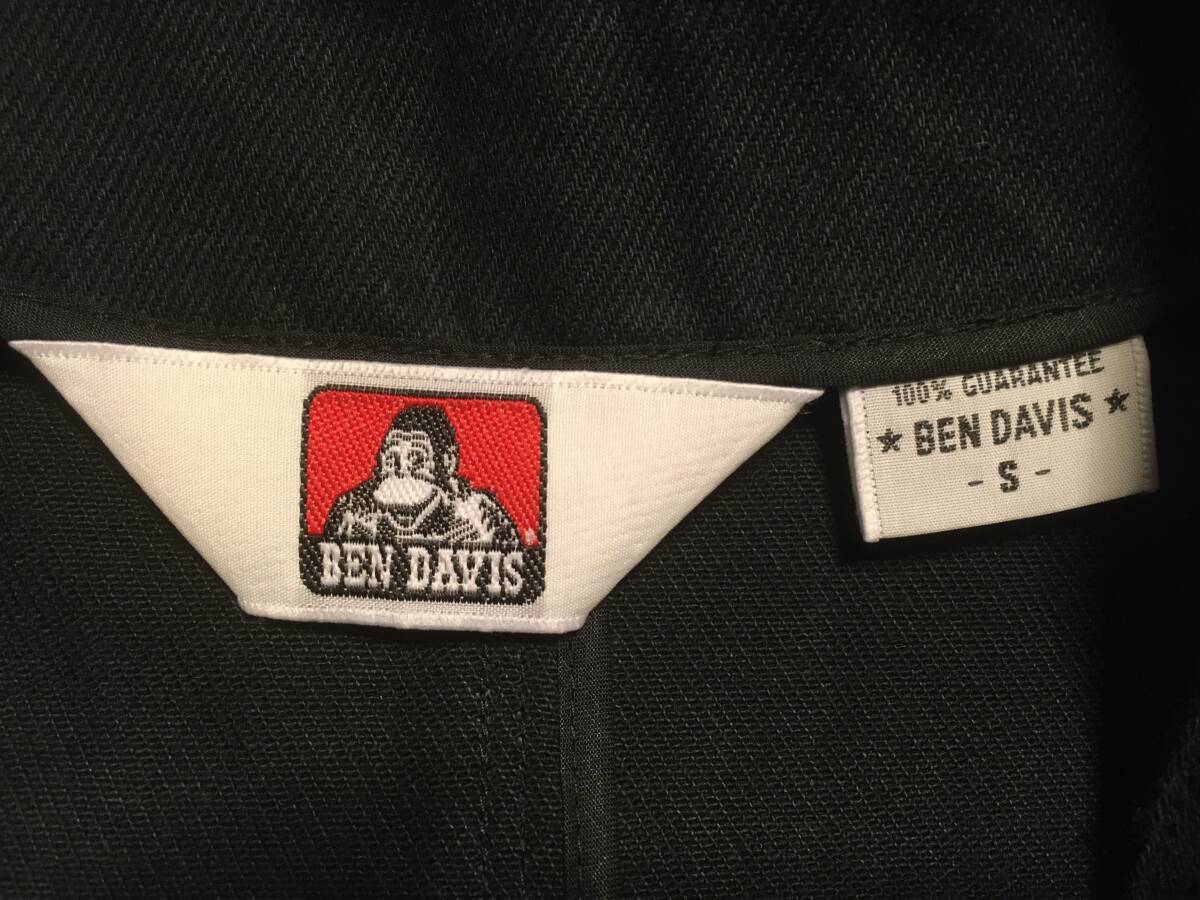 BEN DAVIS
100% GUARANTEE
★ BEN DAVIS ★
- S -